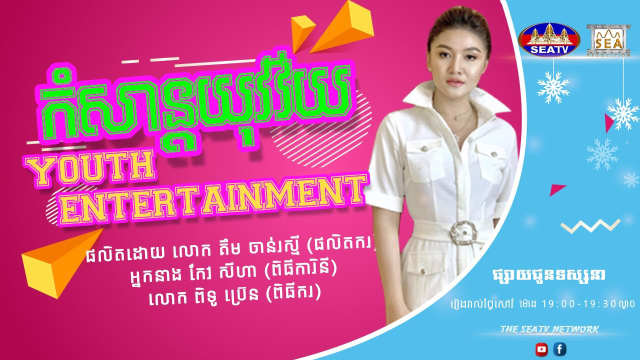 SEATV
SEA
កំសាន្តយុវវ័យ
YOUTH
ENTERTAINMENT
ផលិតដោយ លោក គឹម ចាន់រស្មី (ផលិតករ)
អ្នកនាង កែវ សីហា (ពិធីការិនី)
លោក ពិទូ ប្រ៊េន (ពិធីករ)
ផ្សាយជូនទស្សនា
រៀងរាល់ថ្ងៃសៅរ៍ ម៉ោង 19:00-19:30ល្ងាច
THE SEATV NETWORK